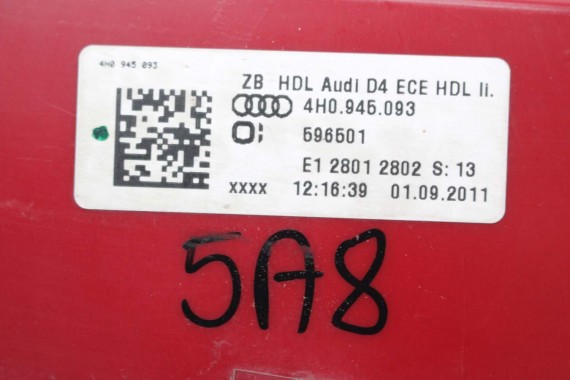 4H0 945 093
ZB HDL Audi D4 ECE HDL li.
4H0.945.093
596501
E1 2801 2802 S: 13
xxxx 12:16:39 01.09.2011
5A8